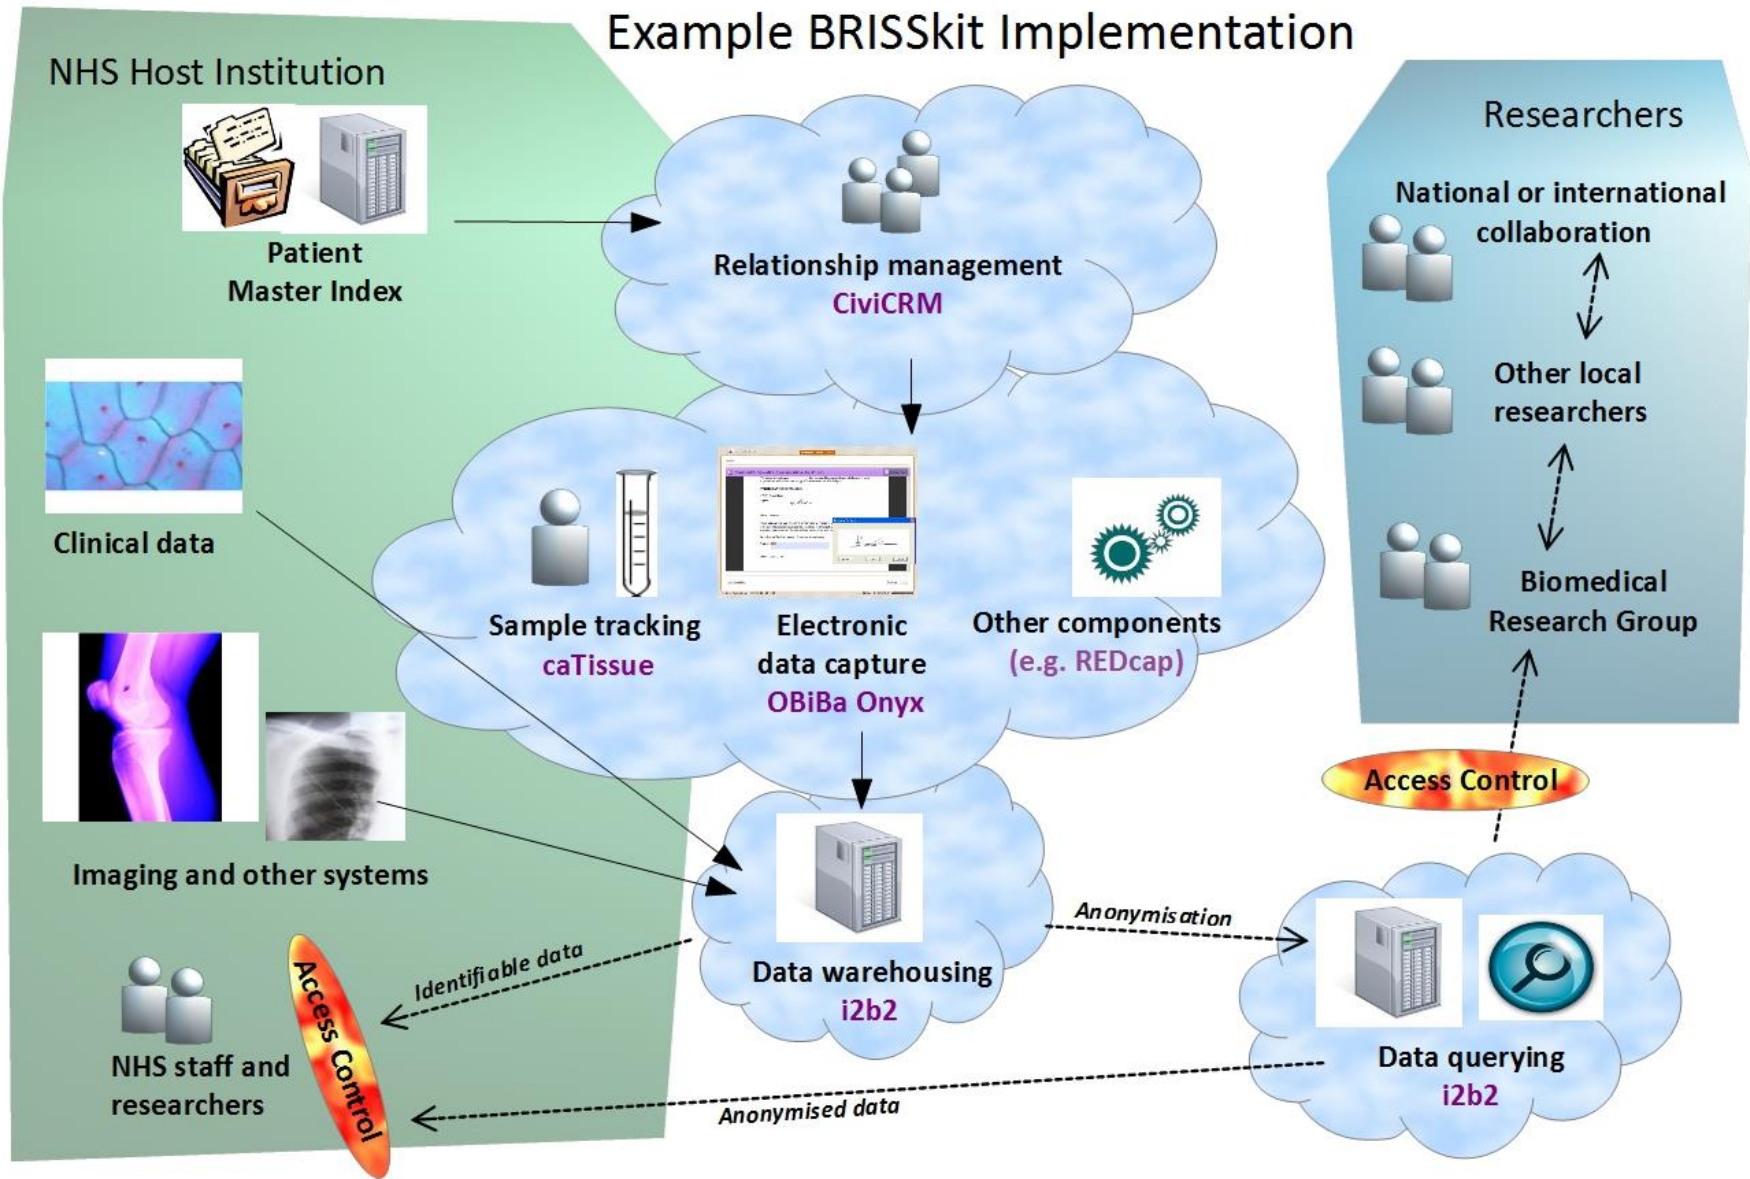 Example BRISSkit Implementation
NHS Host Institution
Patient
Master Index
Clinical data
Imaging and other systems
NHS staff and
researchers
Access Control
Relationship management
CiviCRM
Sample tracking
caTissue
Electronic
data capture
OBiBa Onyx
Other components
(e.g. REDcap)
Data warehousing
i2b2
Identifiable data
Anonymisation
Anonymised data
Data querying
i2b2
Access Control
Researchers
National or international
collaboration
Other local
researchers
Biomedical
Research Group